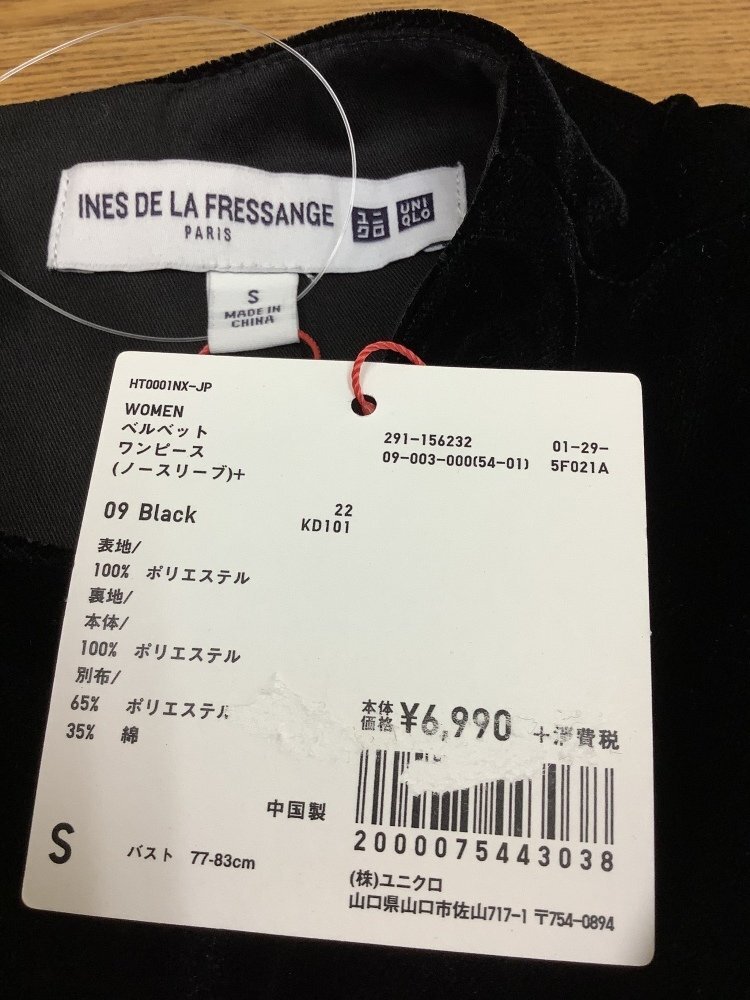 INES DE LA FRESSANGE
PARIS
ユニクロ
UNIQLO
S
MADE IN
CHINA
HT0001NX-JP
WOMEN
ベルベット
ワンピース
(ノースリーブ)+
291-156232 01-29-
09-003-000(54-01) 5F021A
09 Black 22
KD101
表地/
100% ポリエステル
裏地/
本体/
100% ポリエステル
別布/
65% ポリエステル
35% 綿
本体価格 ¥6,990 +消費税
中国製
2000075443038
S バスト 77-83cm
(株)ユニクロ
山口県山口市佐山717-1 〒754-0894